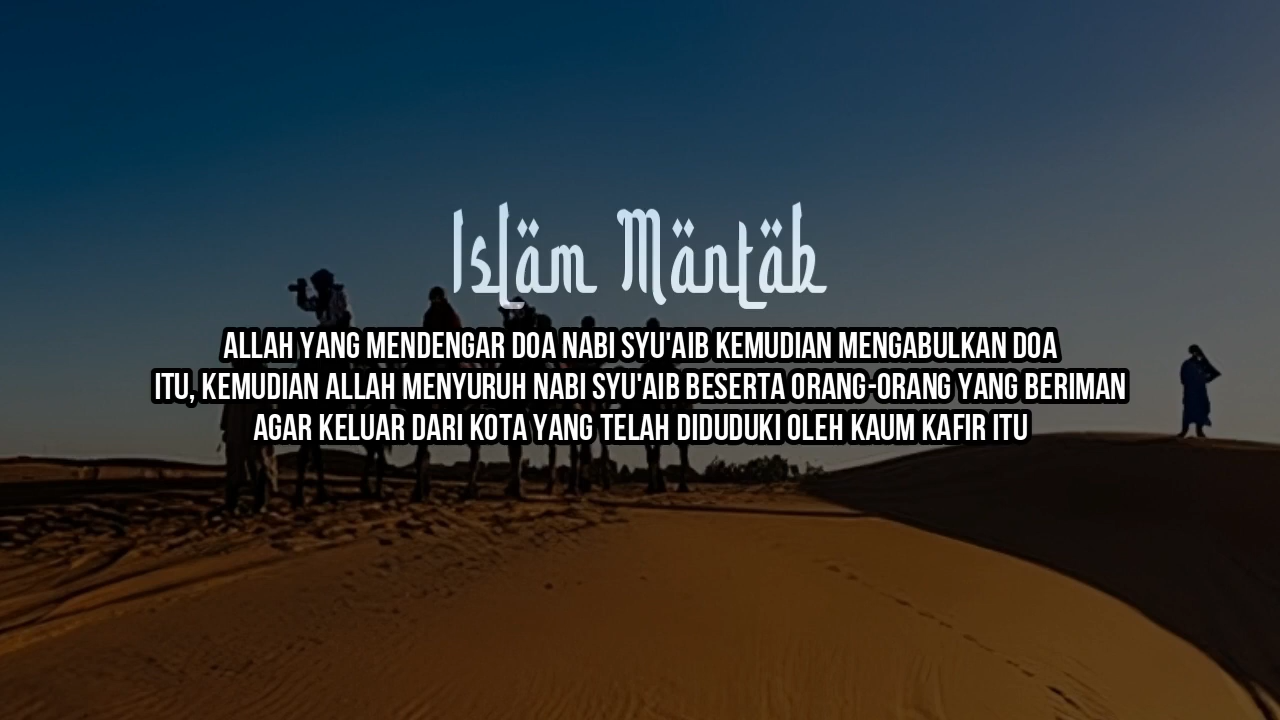 Isläm Mäntäb
ALLAH YANG MENDENGAR DOA NABI SYU'AIB KEMUDIAN MENGABULKAN DOA
ITU, KEMUDIAN ALLAH MENYURUH NABI SYU'AIB BESERTA ORANG-ORANG YANG BERIMAN
AGAR KELUAR DARI KOTA YANG TELAH DIDUDUKI OLEH KAUM KAFIR ITU